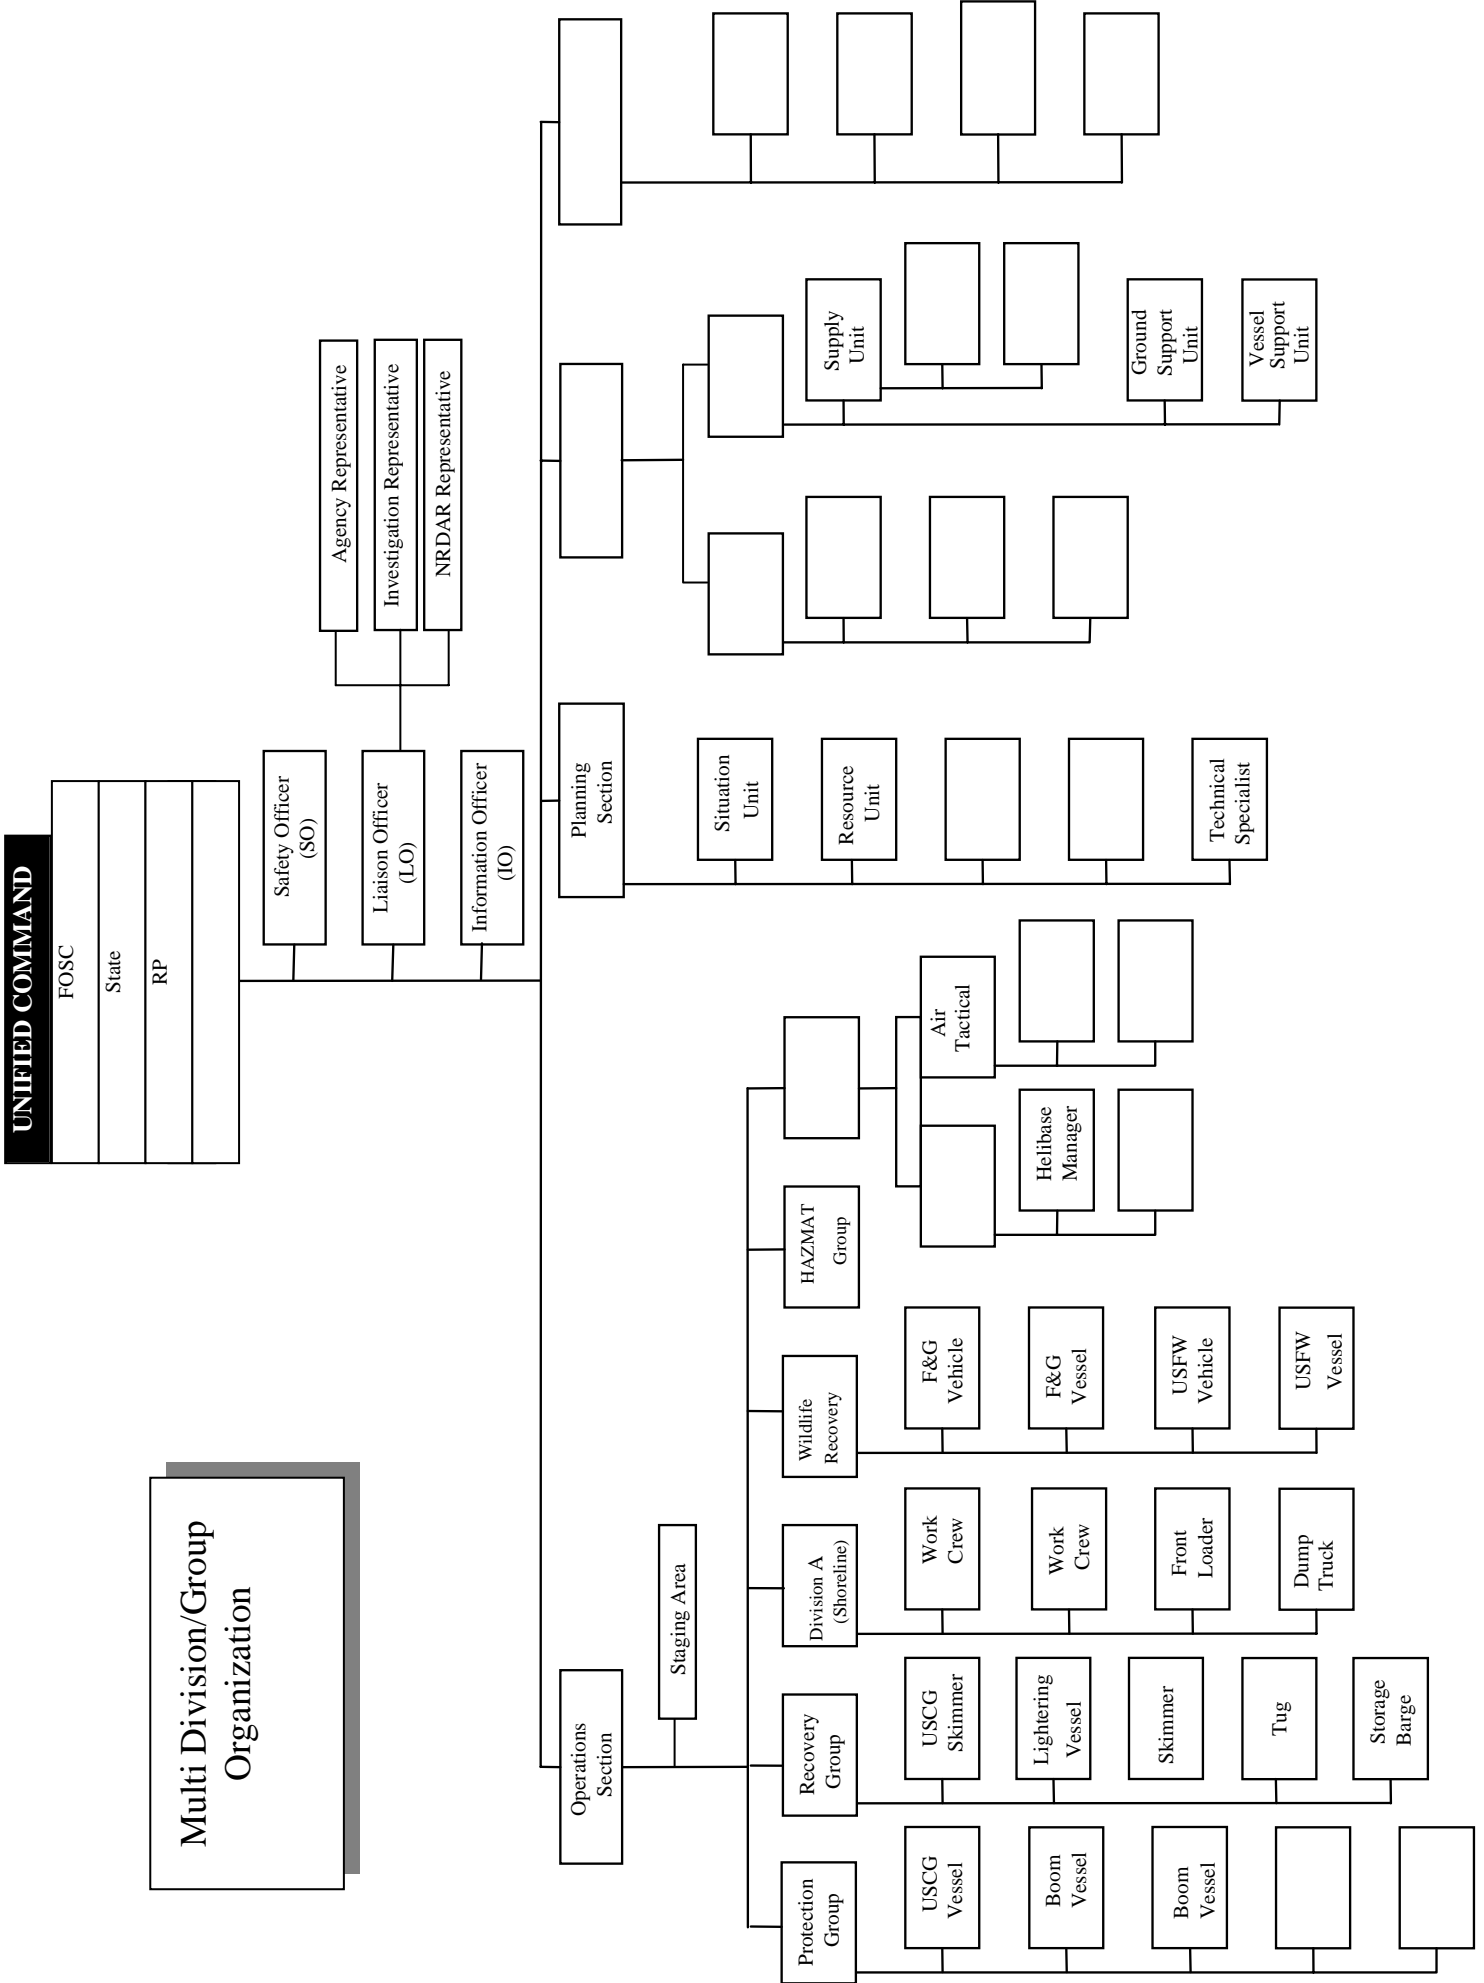 Multi Division/Group
Organization
UNIFIED COMMAND
FOSC
State
RP
Safety Officer
(SO)
Liaison Officer
(LO)
Information Officer
(IO)
Agency Representative
Investigation Representative
NRDAR Representative
Operations
Section
Staging Area
Planning
Section
Protection
Group
USCG
Vessel
Boom
Vessel
Boom
Vessel
Recovery
Group
USCG
Skimmer
Lightering
Vessel
Skimmer
Tug
Storage
Barge
Division A
(Shoreline)
Work
Crew
Work
Crew
Front
Loader
Dump
Truck
Wildlife
Recovery
F&G
Vehicle
F&G
Vessel
USFW
Vehicle
USFW
Vessel
HAZMAT
Group
Helibase
Manager
Air
Tactical
Situation
Unit
Resource
Unit
Technical
Specialist
Supply
Unit
Ground
Support
Unit
Vessel
Support
Unit